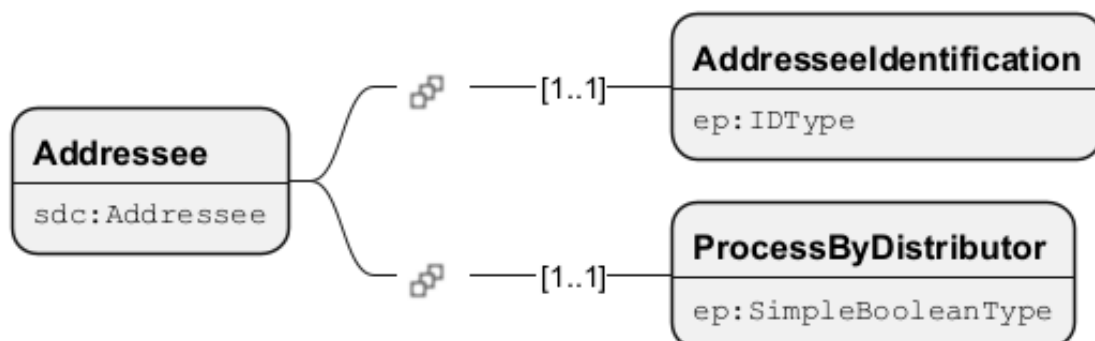 AddresseeIdentification
[1..1]
ep:IDType
Addressee
sdc:Addressee
ProcessByDistributor
[1..1]
ep:SimpleBooleanType